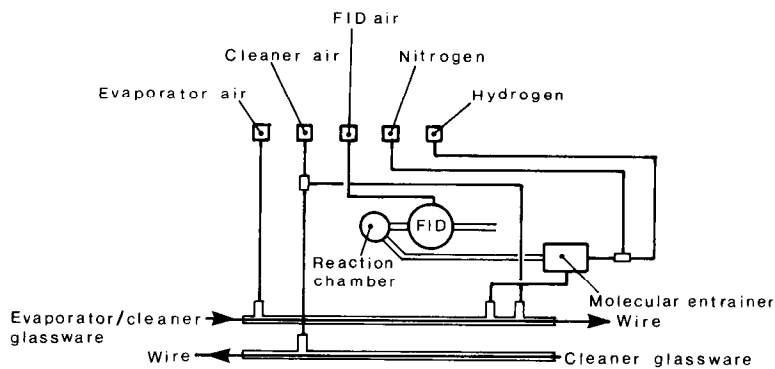 FID air
Cleaner air
Nitrogen
Evaporator air
Hydrogen
FID
Reaction
chamber
Molecular entrainer
Evaporator/cleaner
glassware
Wire
Wire
Cleaner glassware